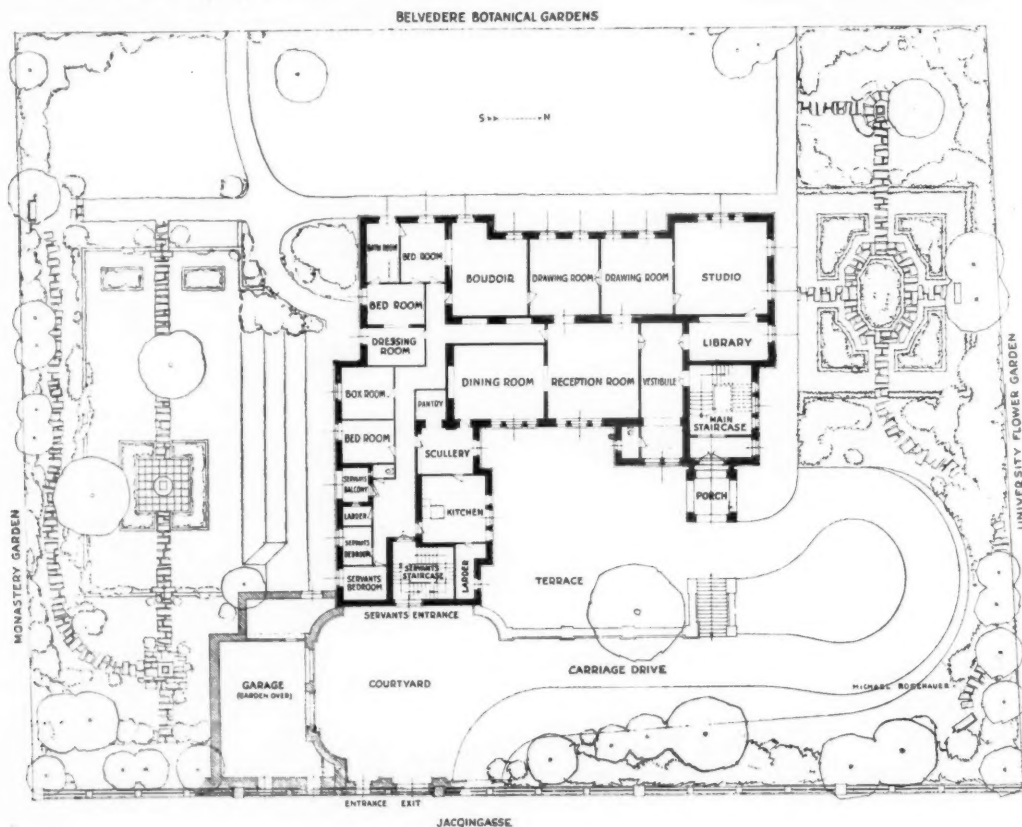 BELVEDERE BOTANICAL GARDENS
S N
BATH ROOM
BED ROOM
BOUDOIR
DRAWING ROOM
DRAWING ROOM
STUDIO
BED ROOM
DRESSING
ROOM
LIBRARY
DINING ROOM
RECEPTION ROOM
VESTIBULE
MAIN
STAIRCASE
BOX ROOM
PANTRY
BED ROOM
SCULLERY
SERVANTS
BALCONY
PORCH
LARDER
KITCHEN
SERVANTS
BEDROOM
SERVANTS
BEDROOM
SERVANTS
STAIRCASE
LARDER
TERRACE
SERVANTS ENTRANCE
MONASTERY GARDEN
UNIVERSITY FLOWER GARDEN
GARAGE
(GARDEN OVER)
COURTYARD
CARRIAGE DRIVE
MICHAEL ROSENAUER
ENTRANCE EXIT
JACQINGASSE